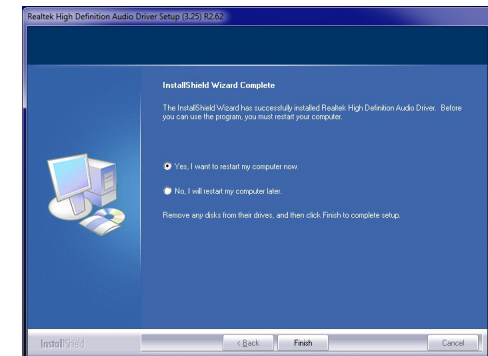 Realtek High Definition Audio Driver Setup (3.25) R2.62
InstallShield Wizard Complete
The InstallShield Wizard has successfully installed Realtek High Definition Audio Driver. Before
you can use the program, you must restart your computer.
Yes, I want to restart my computer now.
No, I will restart my computer later.
Remove any disks from their drives, and then click Finish to complete setup.
InstallShield
< Back
Finish
Cancel